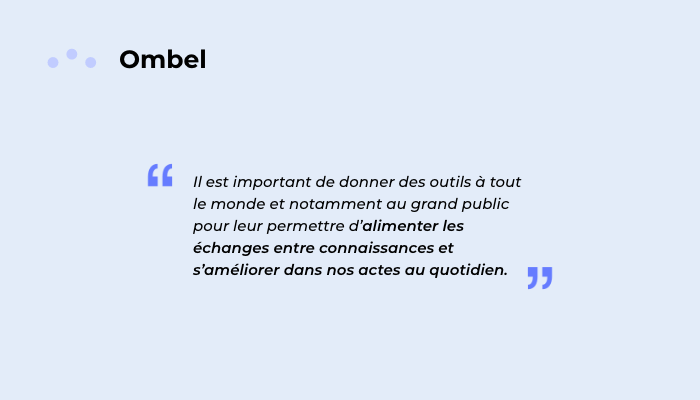 Ombel
“ Il est important de donner des outils à tout
le monde et notamment au grand public
pour leur permettre d’alimenter les
échanges entre connaissances et
s’améliorer dans nos actes au quotidien. ”